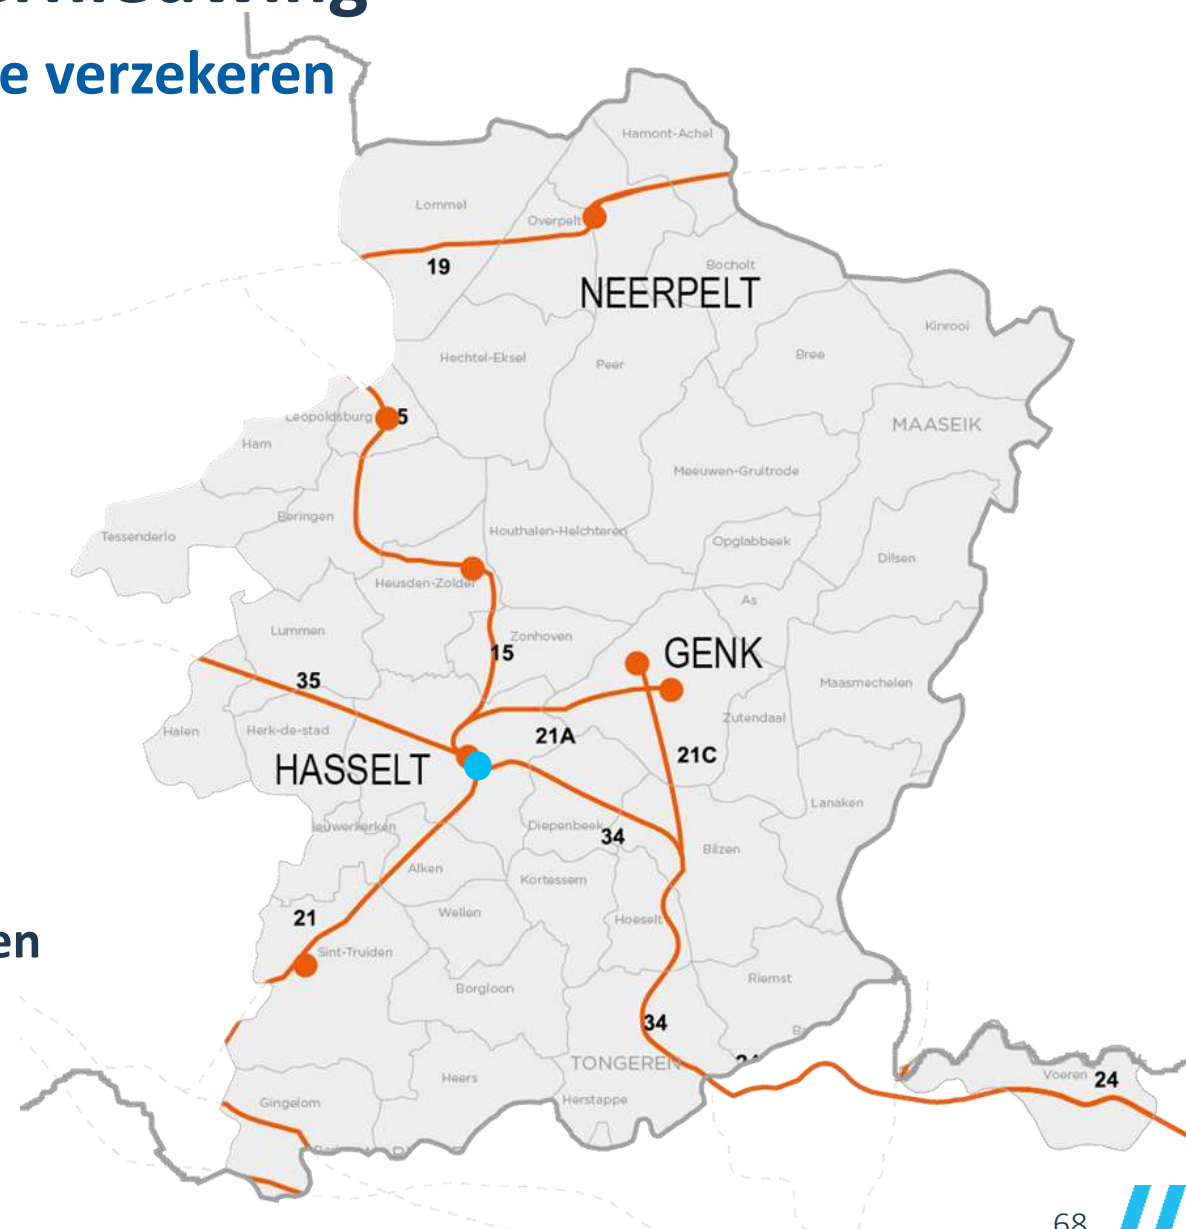 e verzekeren
Hamont-Achel
Lommel
Overpelt
19
Bocholt
NEERPELT
Kinrooi
Hechtel-Eksel
Peer
Bree
Leopoldsburg
5
MAASEIK
Ham
Meeuwen-Gruitrode
Beringen
Tessenderlo
Houthalen-Helchteren
Opglabbeek
Dilsen
Heusden-Zolder
As
Lummen
Zonhoven
15
GENK
35
Maasmechelen
Halen
Herk-de-stad
Zutendaal
21A
21C
HASSELT
Lanaken
ieuwerkerken
Diepenbeek
34
Bilzen
Alken
Kortessem
Wellen
Hoeselt
21
en
Sint-Truiden
Riemst
Borgloon
34
TONGEREN
Heers
Voeren
24
Gingelom
Herstappe
68